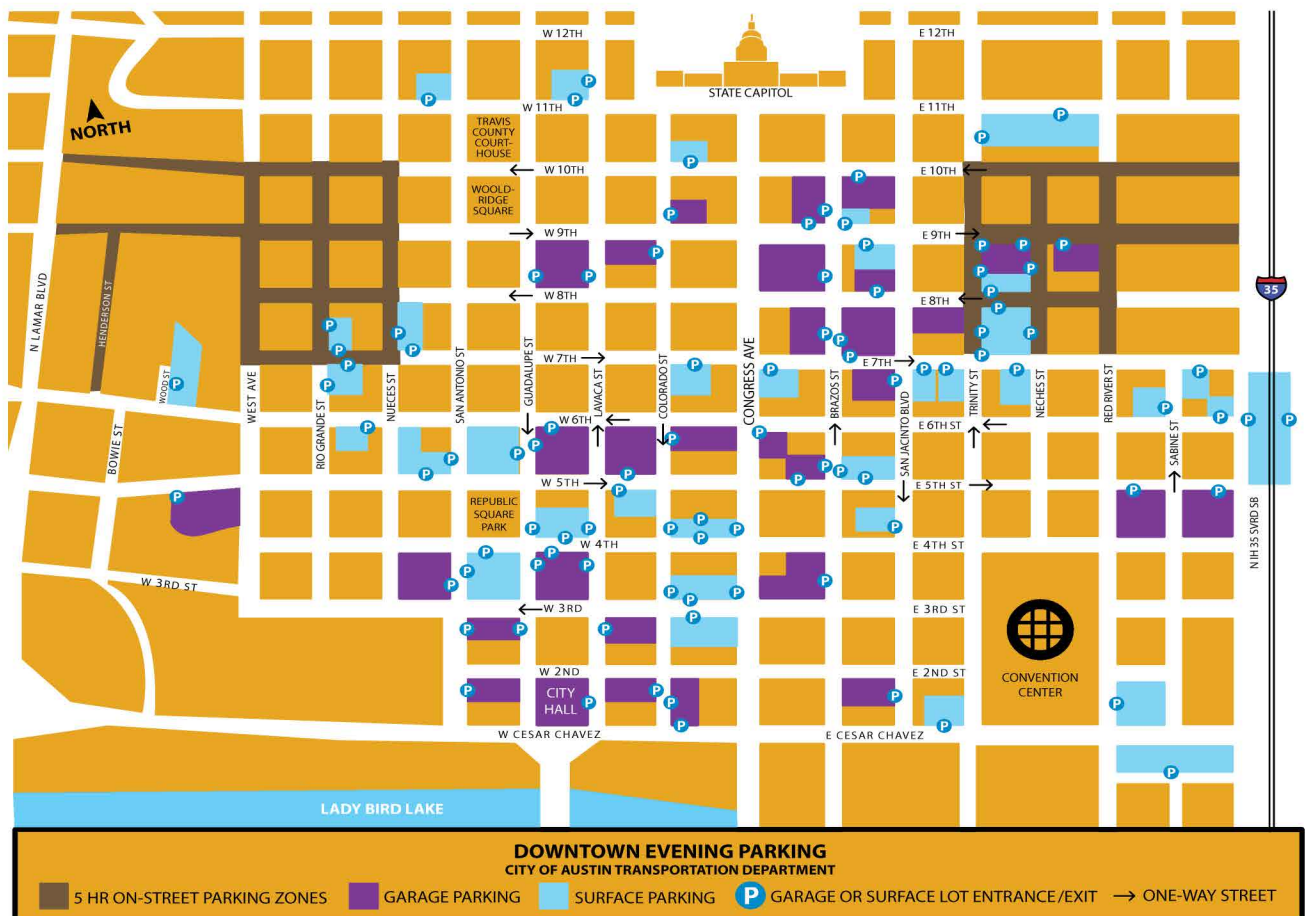 W 12TH
E 12TH
STATE CAPITOL
W 11TH
E 11TH
NORTH
TRAVIS
COUNTY
COURT-
HOUSE
W 10TH
E 10TH
WOOLD-
RIDGE
SQUARE
W 9TH
E 9TH
W 8TH
E 8TH
35
N LAMAR BLVD
HENDERSON ST
W 7TH
E 7TH
WOOD ST
BOWIE ST
WEST AVE
RIO GRANDE ST
NUECES ST
SAN ANTONIO ST
GUADALUPE ST
LAVACA ST
COLORADO ST
CONGRESS AVE
BRAZOS ST
SAN JACINTO BLVD
TRINITY ST
NECHES ST
RED RIVER ST
SABINE ST
N IH 35 SVRD SB
W 6TH
E 6TH ST
W 5TH
E 5TH ST
REPUBLIC
SQUARE
PARK
W 4TH
E 4TH ST
W 3RD ST
W 3RD
E 3RD ST
W 2ND
E 2ND ST
CITY
HALL
CONVENTION
CENTER
W CESAR CHAVEZ
E CESAR CHAVEZ
LADY BIRD LAKE
DOWNTOWN EVENING PARKING
CITY OF AUSTIN TRANSPORTATION DEPARTMENT
5 HR ON-STREET PARKING ZONES
GARAGE PARKING
SURFACE PARKING
P GARAGE OR SURFACE LOT ENTRANCE/EXIT
→ ONE-WAY STREET